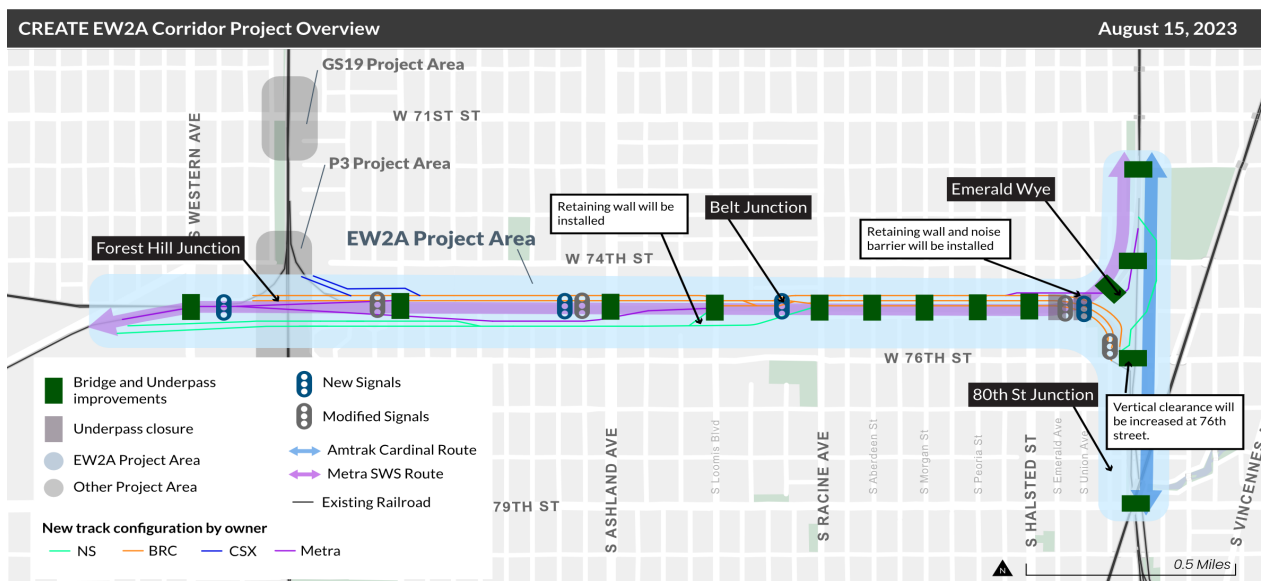 CREATE EW2A Corridor Project Overview
August 15, 2023
GS19 Project Area
W 71ST ST
S WESTERN AVE
P3 Project Area
Forest Hill Junction
EW2A Project Area
Retaining wall will be
installed
W 74TH ST
Belt Junction
Retaining wall and noise
barrier will be installed
Emerald Wye
W 76TH ST
80th St Junction
Vertical clearance will
be increased at 76th
street.
Bridge and Underpass
improvements
Underpass closure
EW2A Project Area
Other Project Area
New Signals
Modified Signals
Amtrak Cardinal Route
Metra SWS Route
Existing Railroad
New track configuration by owner
NS
BRC
CSX
Metra
79TH ST
S ASHLAND AVE
S Loomis Blvd
S RACINE AVE
S Aberdeen St
S Morgan St
S Peoria St
S HALSTED ST
S Emerald Ave
S Union Ave
S VINCENNES
N
0.5 Miles